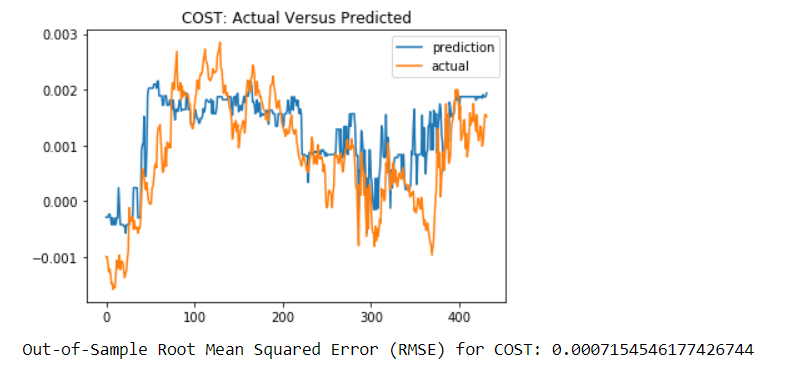 COST: Actual Versus Predicted
0.003
prediction
actual
0.002
0.001
0.000
−0.001
0 100 200 300 400
Out-of-Sample Root Mean Squared Error (RMSE) for COST: 0.0007154546177426744